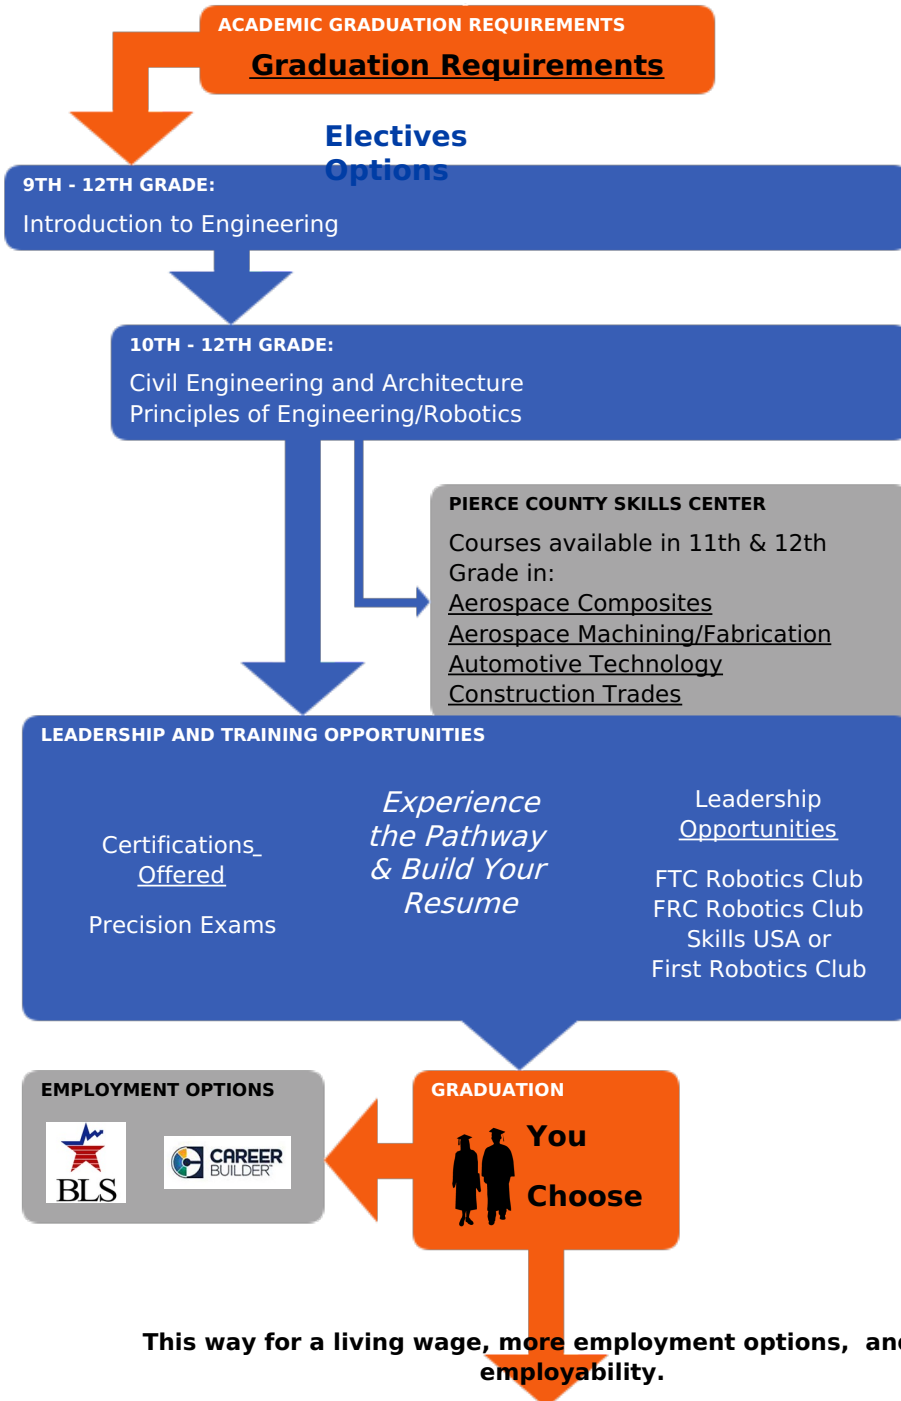 ACADEMIC GRADUATION REQUIREMENTS
Graduation Requirements
Electives
Options
9TH - 12TH GRADE:
Introduction to Engineering
10TH - 12TH GRADE:
Civil Engineering and Architecture
Principles of Engineering/Robotics
PIERCE COUNTY SKILLS CENTER
Courses available in 11th & 12th
Grade in:
Aerospace Composites
Aerospace Machining/Fabrication
Automotive Technology
Construction Trades
LEADERSHIP AND TRAINING OPPORTUNITIES
Certifications
Offered
Precision Exams
Experience
the Pathway
& Build Your
Resume
Leadership
Opportunities
FTC Robotics Club
FRC Robotics Club
Skills USA or
First Robotics Club
EMPLOYMENT OPTIONS
BLS
CAREER
BUILDER
GRADUATION
You
Choose
This way for a living wage, more employment options, and
employability.